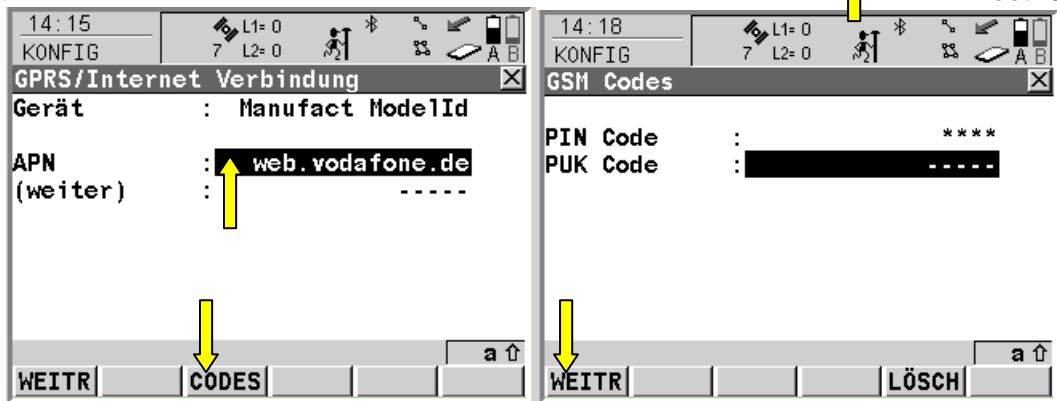 14:15
L1= 0
KONFIG
7 L2= 0
A B
GPRS/Internet Verbindung
Gerät : Manufact ModelId
APN : web.vodafone.de
(weiter) : -----
a
WEITR CODES
14:18
L1= 0
KONFIG
7 L2= 0
A B
GSM Codes
PIN Code : ****
PUK Code : -----
a
WEITR LÖSCH